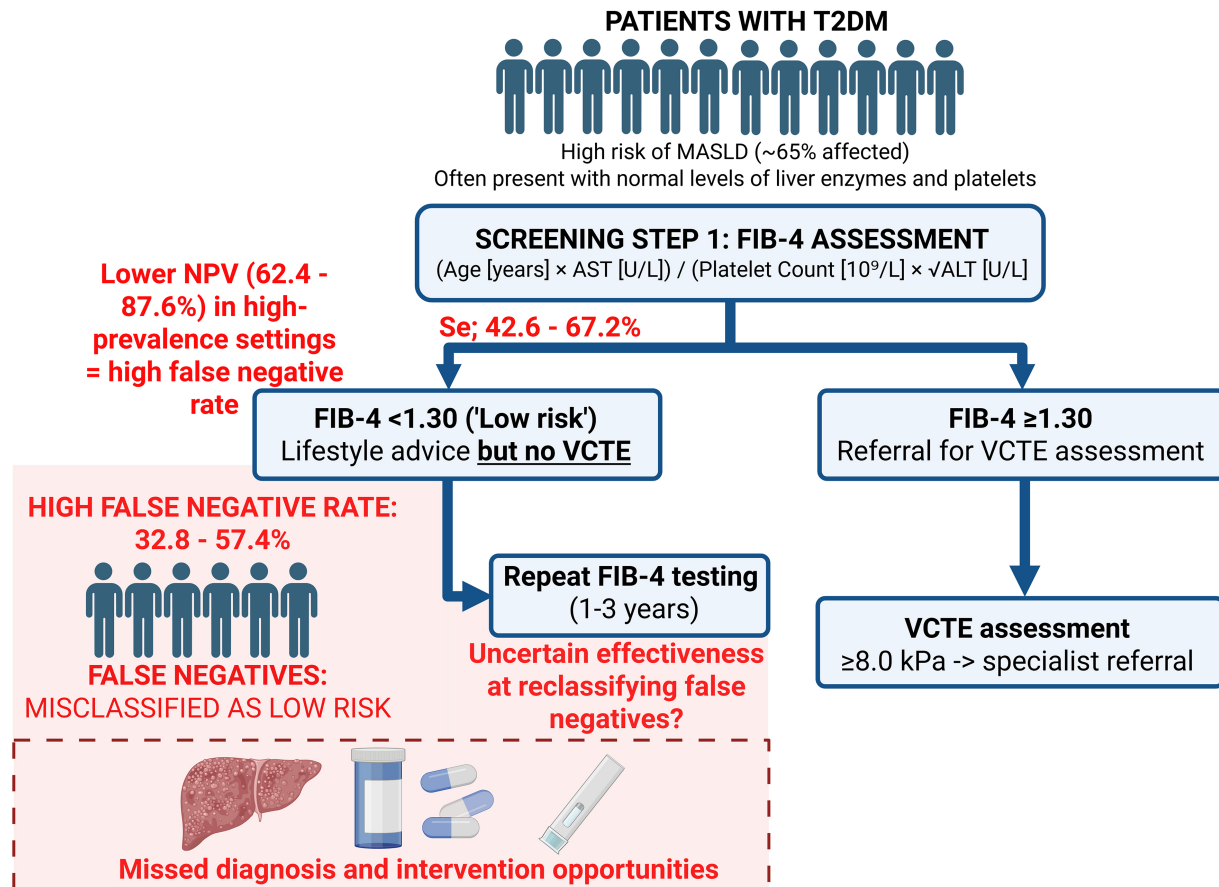 PATIENTS WITH T2DM
High risk of MASLD (~65% affected)
Often present with normal levels of liver enzymes and platelets
SCREENING STEP 1: FIB-4 ASSESSMENT
(Age [years] × AST [U/L]) / (Platelet Count [10⁹/L] × √ALT [U/L]
Lower NPV (62.4 -
87.6%) in high-
prevalence settings
= high false negative
rate
Se; 42.6 - 67.2%
FIB-4 <1.30 ('Low risk')
Lifestyle advice but no VCTE
FIB-4 ≥1.30
Referral for VCTE assessment
HIGH FALSE NEGATIVE RATE:
32.8 - 57.4%
FALSE NEGATIVES:
MISCLASSIFIED AS LOW RISK
Repeat FIB-4 testing
(1-3 years)
Uncertain effectiveness
at reclassifying false
negatives?
VCTE assessment
≥8.0 kPa -> specialist referral
Missed diagnosis and intervention opportunities